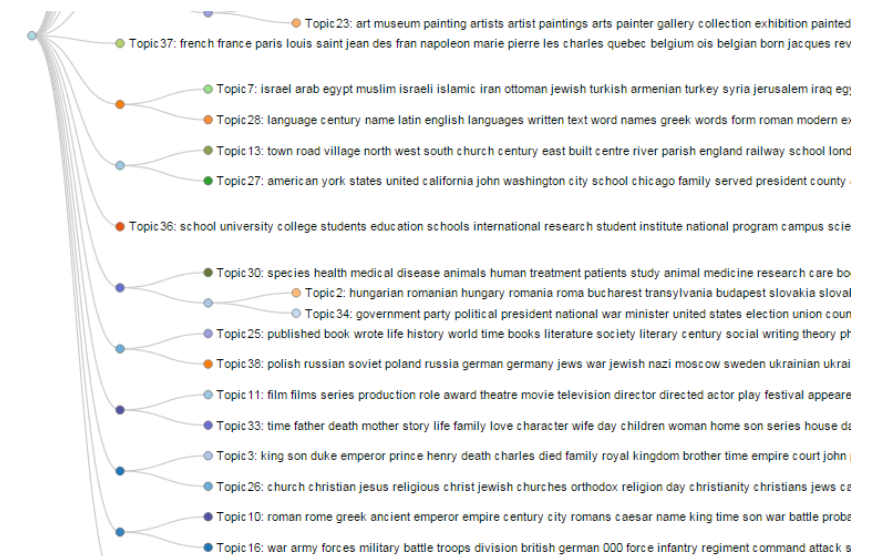 Topic23: art museum painting artists artist paintings arts painter gallery collection exhibition painted
Topic37: french france paris louis saint jean des fran napoleon marie pierre les charles quebec belgium ois belgian born jacques rev
Topic7: israel arab egypt muslim israeli islamic iran ottoman jewish turkish armenian turkey syria jerusalem iraq egy
Topic28: language century name latin english languages written text word names greek words form roman modern ex
Topic13: town road village north west south church century east built centre river parish england railway school lond
Topic27: american york states united california john washington city school chicago family served president county
Topic36: school university college students education schools international research student institute national program campus scie
Topic30: species health medical disease animals human treatment patients study animal medicine research care bo
Topic2: hungarian romanian hungary romania roma bucharest transylvania budapest slovakia sloval
Topic34: government party political president national war minister united states election union coun
Topic25: published book wrote life history world time books literature society literary century social writing theory ph
Topic38: polish russian soviet poland russia german germany jews war jewish nazi moscow sweden ukrainian ukrai
Topic11: film films series production role award theatre movie television director directed actor play festival appeare
Topic33: time father death mother story life family love character wife day children woman home son series house da
Topic3: king son duke emperor prince henry death charles died family royal kingdom brother time empire court john
Topic26: church christian jesus religious christ jewish churches orthodox religion day christianity christians jews ca
Topic10: roman rome greek ancient emperor empire century city romans caesar name king time son war battle proba
Topic16: war army forces military battle troops division british german 000 force infantry regiment command attack s